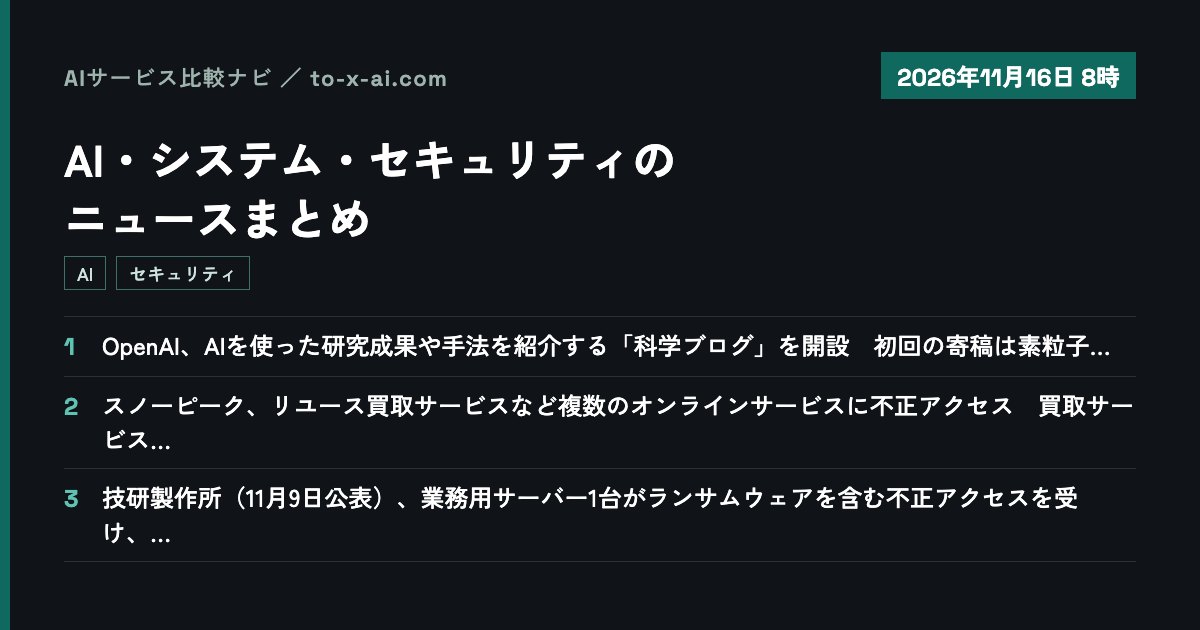 AIサービス比較ナビ ／ to-x-ai.com
2026年11月16日 8時
AI・システム・セキュリティの
ニュースまとめ
AI
セキュリティ
1 OpenAI、AIを使った研究成果や手法を紹介する「科学ブログ」を開設　初回の寄稿は素粒子…
2 スノーピーク、リユース買取サービスなど複数のオンラインサービスに不正アクセス　買取サー
ビス…
3 技研製作所（11月9日公表）、業務用サーバー1台がランサムウェアを含む不正アクセスを受
け、…